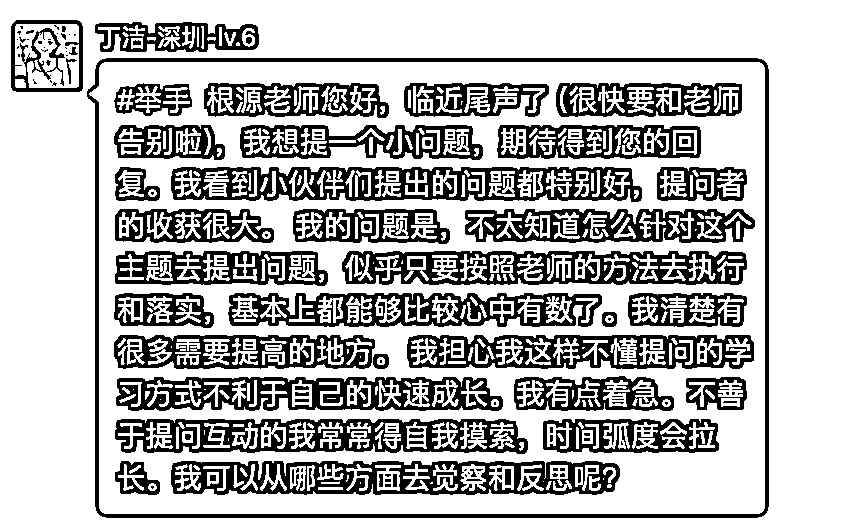 丁洁-深圳-lv.6
#举手 根源老师您好，临近尾声了（很快要和老师
告别啦），我想提一个小问题，期待得到您的回
复。我看到小伙伴们提出的问题都特别好，提问者
的收获很大。 我的问题是，不太知道怎么针对这个
主题去提出问题，似乎只要按照老师的方法去执行
和落实，基本上都能够比较心中有数了。我清楚有
很多需要提高的地方。 我担心我这样不懂提问的学
习方式不利于自己的快速成长。我有点着急。不善
于提问互动的我常常得自我摸索，时间弧度会拉
长。我可以从哪些方面去觉察和反思呢？